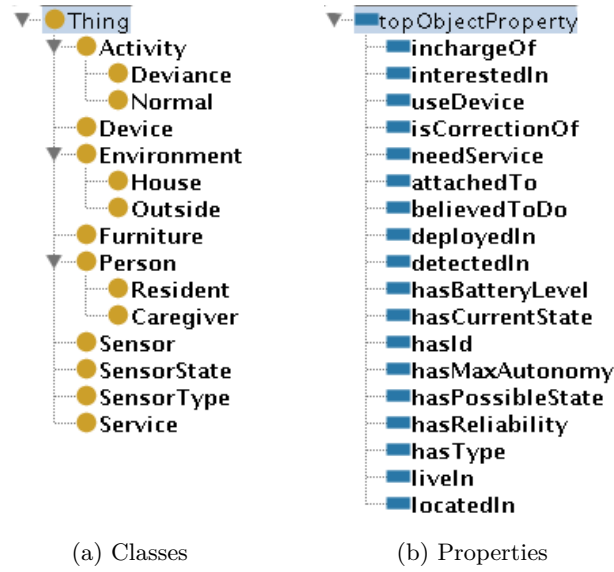 Thing
Activity
Deviance
Normal
Device
Environment
House
Outside
Furniture
Person
Resident
Caregiver
Sensor
SensorState
SensorType
Service
(a) Classes
topObjectProperty
inchargeOf
interestedIn
useDevice
isCorrectionOf
needService
attachedTo
believedToDo
deployedIn
detectedIn
hasBatteryLevel
hasCurrentState
hasId
hasMaxAutonomy
hasPossibleState
hasReliability
hasType
liveIn
locatedIn
(b) Properties